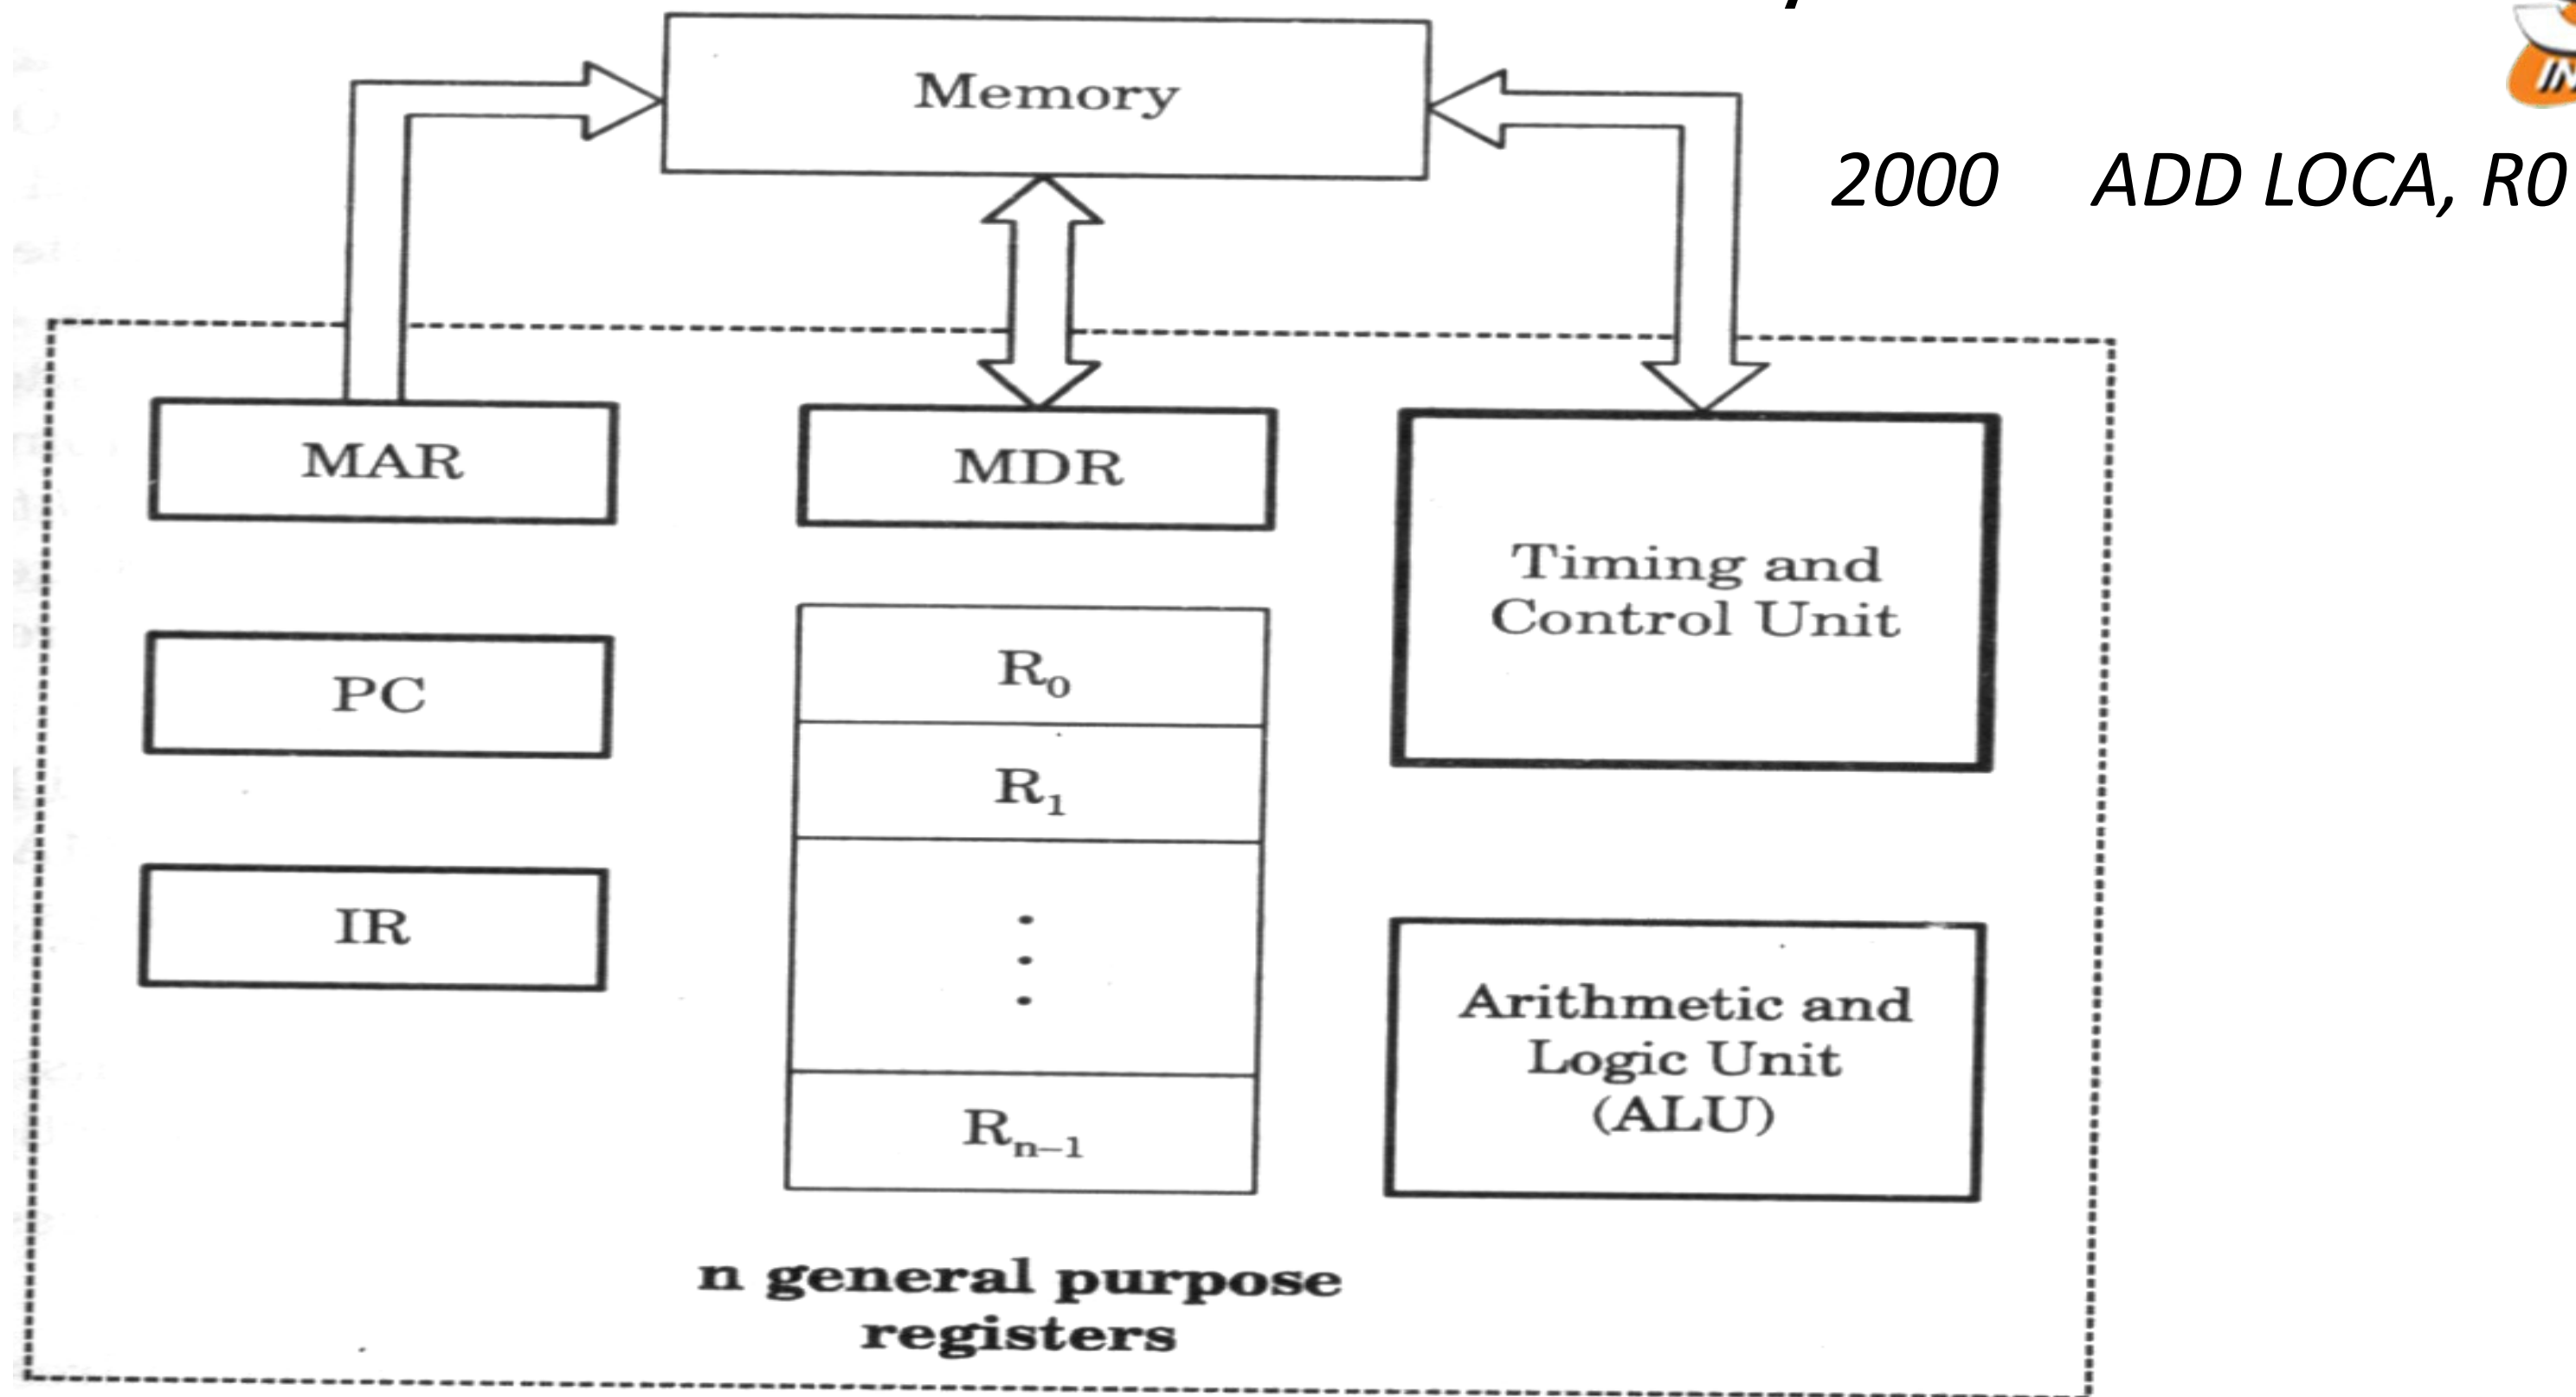 Memory
2000 ADD LOCA, R0
MAR
MDR
Timing and
Control Unit
PC
R0
R1
IR
Arithmetic and
Logic Unit
(ALU)
Rn-1
n general purpose
registers